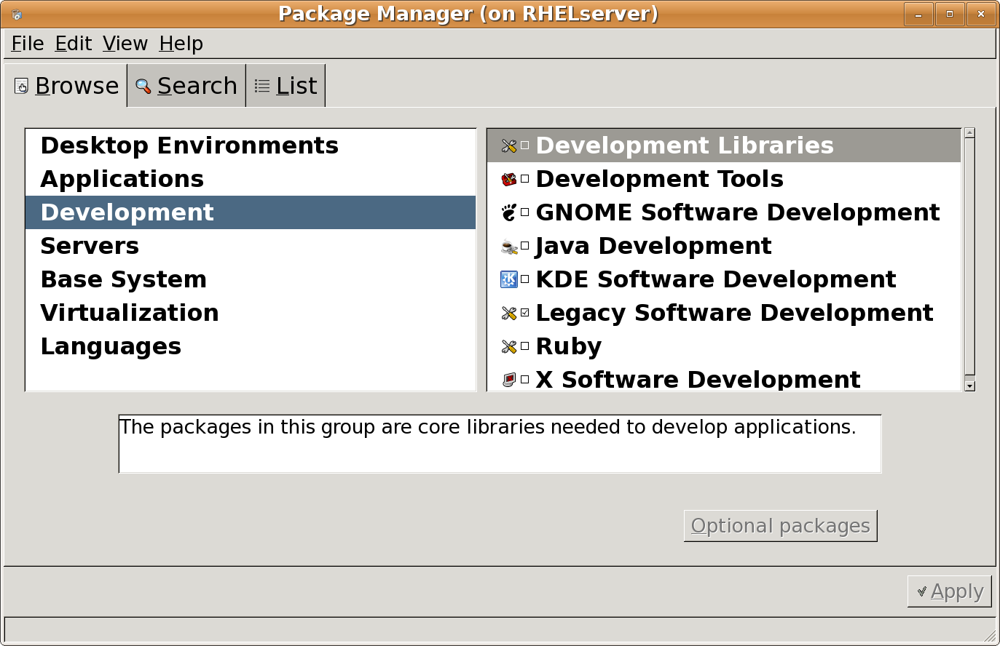 Package Manager (on RHELserver)
File Edit View Help
Browse Search List
Desktop Environments
Applications
Development
Servers
Base System
Virtualization
Languages
Development Libraries
Development Tools
GNOME Software Development
Java Development
KDE Software Development
Legacy Software Development
Ruby
X Software Development
The packages in this group are core libraries needed to develop applications.
Optional packages
Apply